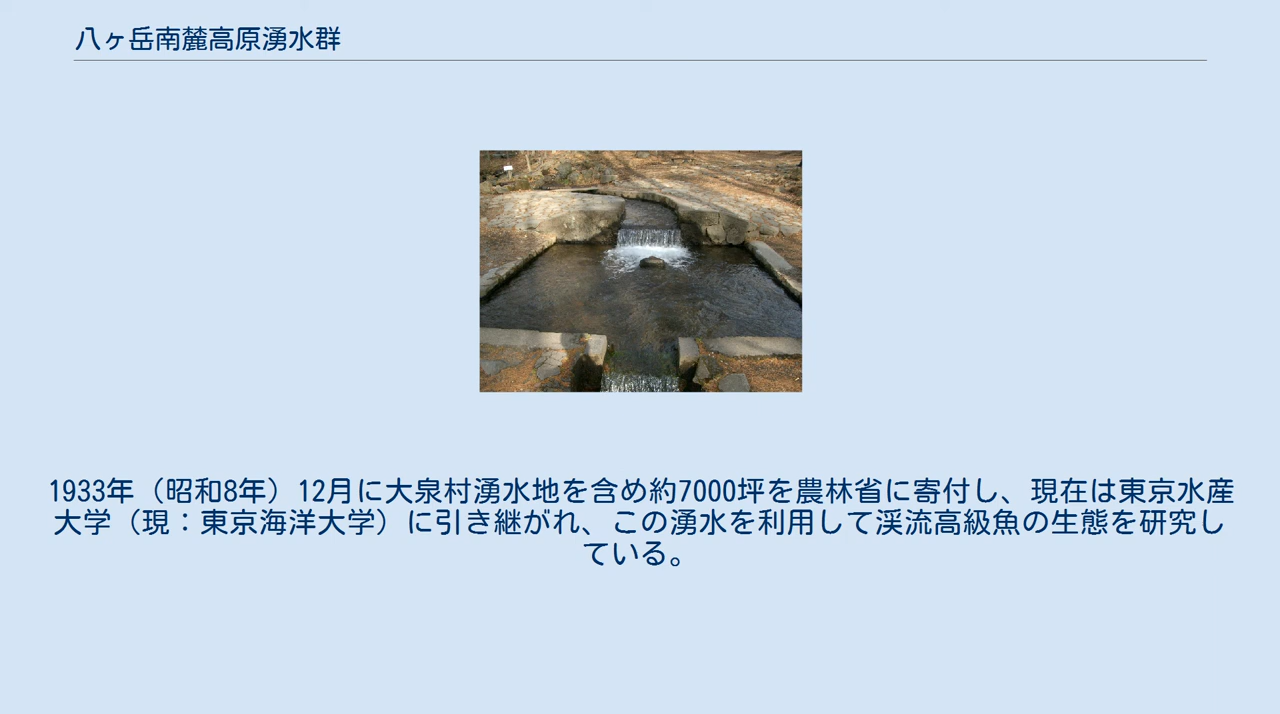 八ヶ岳南麓高原湧水群
1933年（昭和8年）12月に大泉村湧水地を含め約7000坪を農林省に寄付し、現在は東京水産
大学（現：東京海洋大学）に引き継がれ、この湧水を利用して渓流高級魚の生態を研究し
ている。